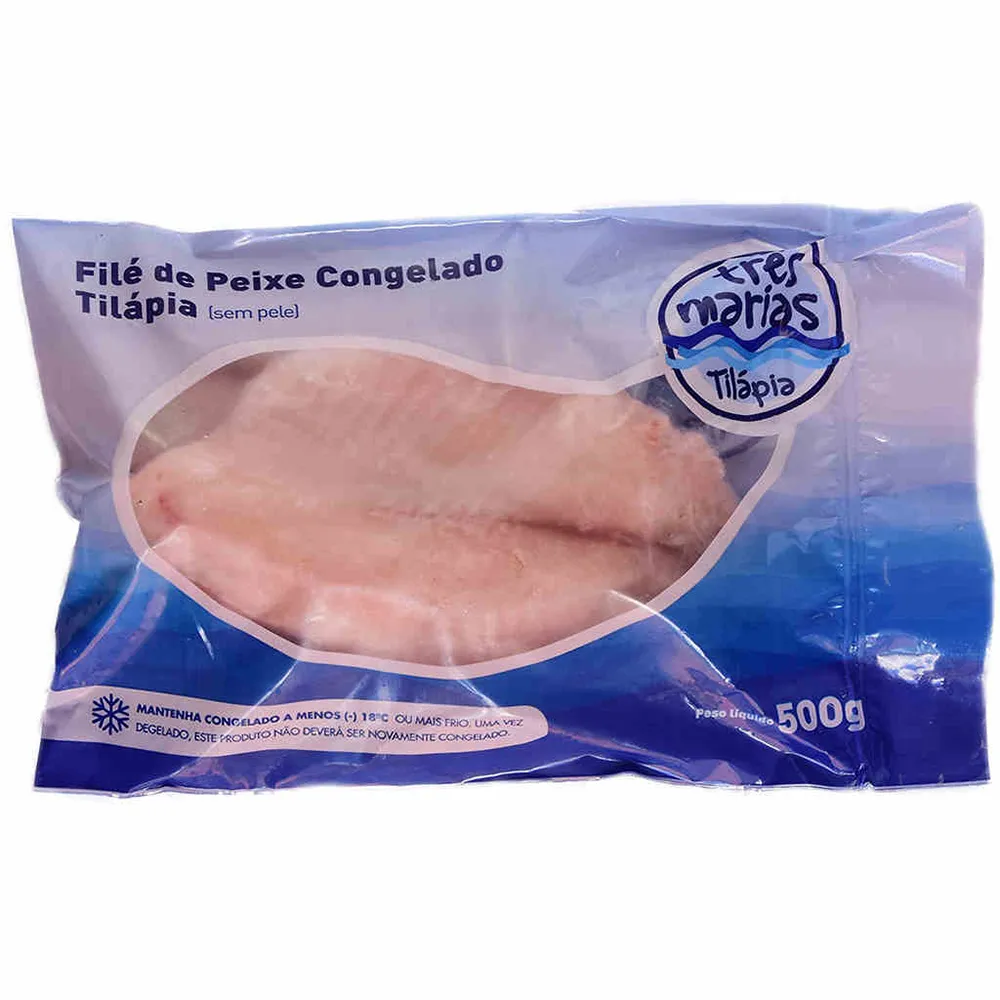 Filé de Peixe Congelado
Tilápia (sem pele)
tres
marias
Tilápia
MANTENHA CONGELADO A MENOS (-) 18ºC OU MAIS FRIO, UMA VEZ
DEGELADO, ESTE PRODUTO NÃO DEVERÁ SER NOVAMENTE CONGELADO.
Peso líquido 500g